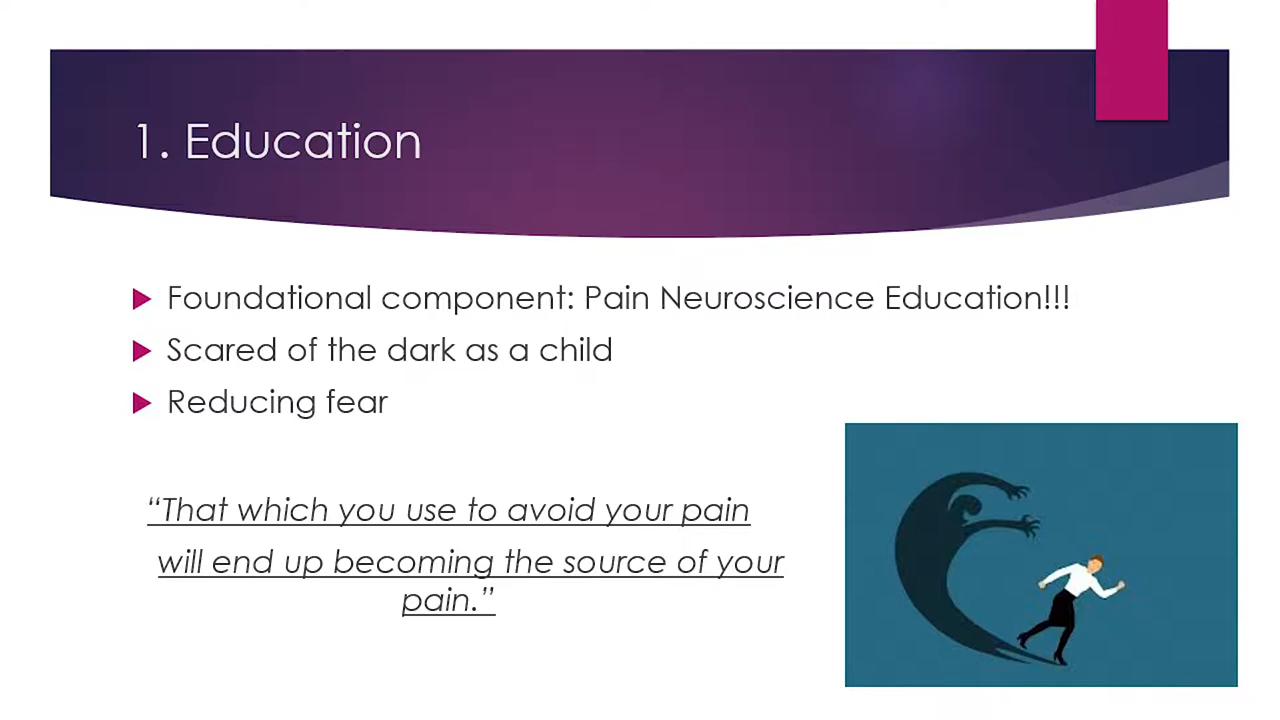 1. Education
Foundational component: Pain Neuroscience Education!!!
Scared of the dark as a child
Reducing fear
“That which you use to avoid your pain
will end up becoming the source of your
pain.”